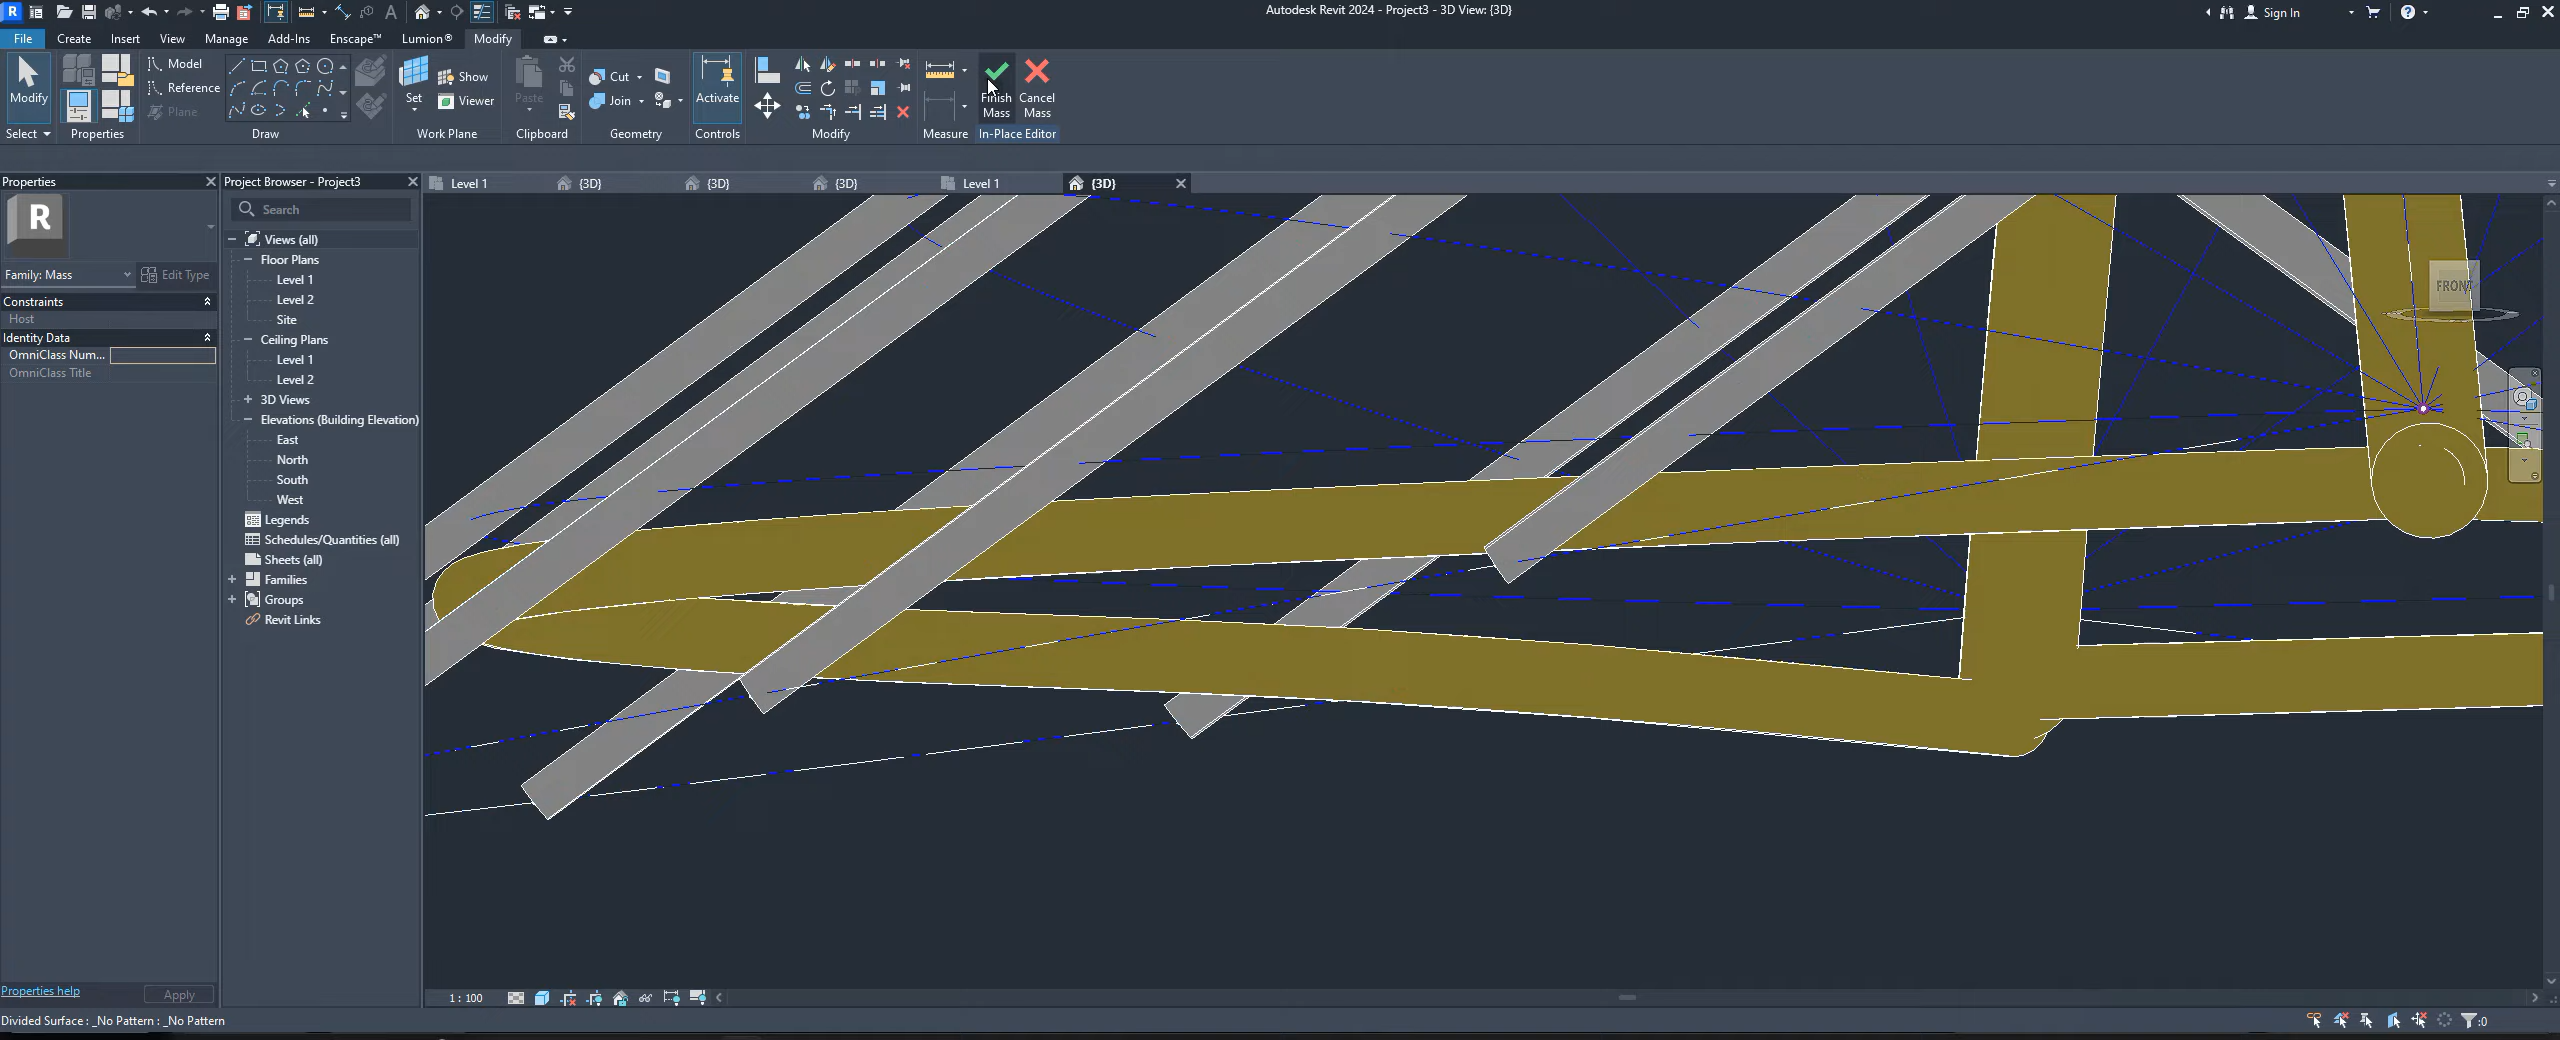 R
Autodesk Revit 2024 - Project3 - 3D View: {3D}
Sign In
File Create Insert View Manage Add-Ins Enscape™ Lumion® Modify
Modify
Select
Properties
Model
Reference
Plane
Draw
Set
Show
Viewer
Work Plane
Paste
Clipboard
Cut
Join
Geometry
Activate
Controls
Modify
Measure
Finish Mass
Cancel Mass
In-Place Editor
Properties
R
Family: Mass
Edit Type
Constraints
Host
Identity Data
OmniClass Num...
OmniClass Title
Properties help
Apply
Project Browser - Project3
Search
Views (all)
Floor Plans
Level 1
Level 2
Site
Ceiling Plans
Level 1
Level 2
3D Views
Elevations (Building Elevation)
East
North
South
West
Legends
Schedules/Quantities (all)
Sheets (all)
Families
Groups
Revit Links
Level 1 {3D} {3D} {3D} Level 1 {3D}
FRONT
1 : 100
Divided Surface : _No Pattern : _No Pattern
:0